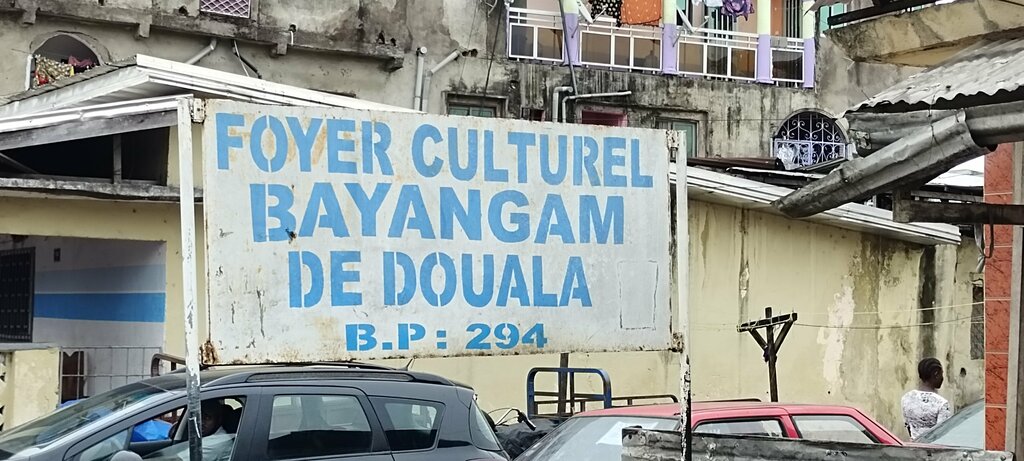 FOYER CULTUREL
BAYANGAM
DE DOUALA
B.P: 294